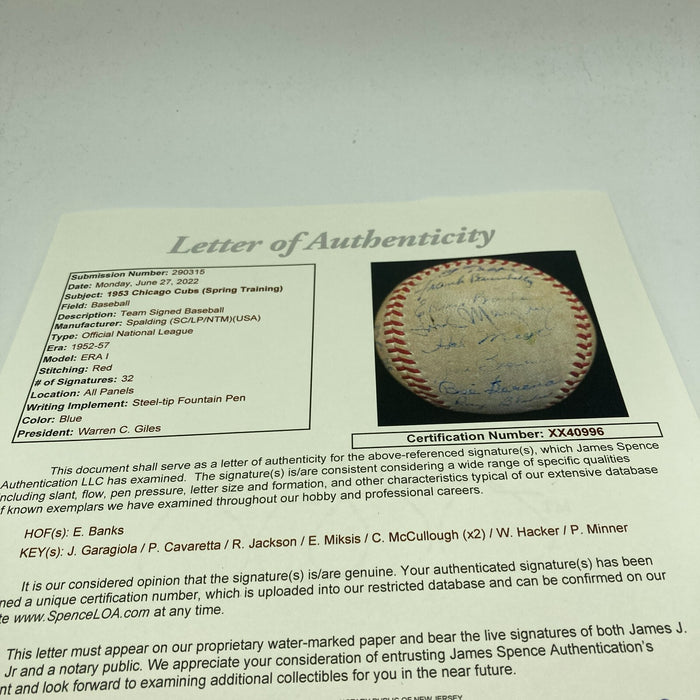 Letter of Authenticity
Submission Number: 290315
Date: Monday, June 27, 2022
Subject: 1953 Chicago Cubs (Spring Training)
Field: Baseball
Description: Team Signed Baseball
Manufacturer: Spalding (SC/LP/NTM)(USA)
Type: Official National League
Era: 1952-57
Model: ERA I
Stitching: Red
# of Signatures: 32
Location: All Panels
Writing Implement: Steel-tip Fountain Pen
Color: Blue
President: Warren C. Giles
Frank Baumholtz
Hal
Joe Garagiola
Certification Number: XX40996
This document shall serve as a letter of authenticity for the above-referenced signature(s), which James Spence
Authentication LLC has examined. The signature(s) is/are consistent considering a wide range of specific qualities
including slant, flow, pen pressure, letter size and formation, and other characteristics typical of our extensive database
f known exemplars we have examined throughout our hobby and professional careers.
HOF(s): E. Banks
KEY(s): J. Garagiola / P. Cavaretta / R. Jackson / E. Miksis / C. McCullough (x2) / W. Hacker / P. Minner
It is our considered opinion that the signature(s) is/are genuine. Your authenticated signature(s) has been
ned a unique certification number, which is uploaded into our restricted database and can be confirmed on our
te www.SpenceLOA.com at any time.
This letter must appear on our proprietary water-marked paper and bear the live signatures of both James J.
Jr and a notary public. We appreciate your consideration of entrusting James Spence Authentication's
nt and look forward to examining additional collectibles for you in the near future.
PUBLIC OF NEW JERSEY